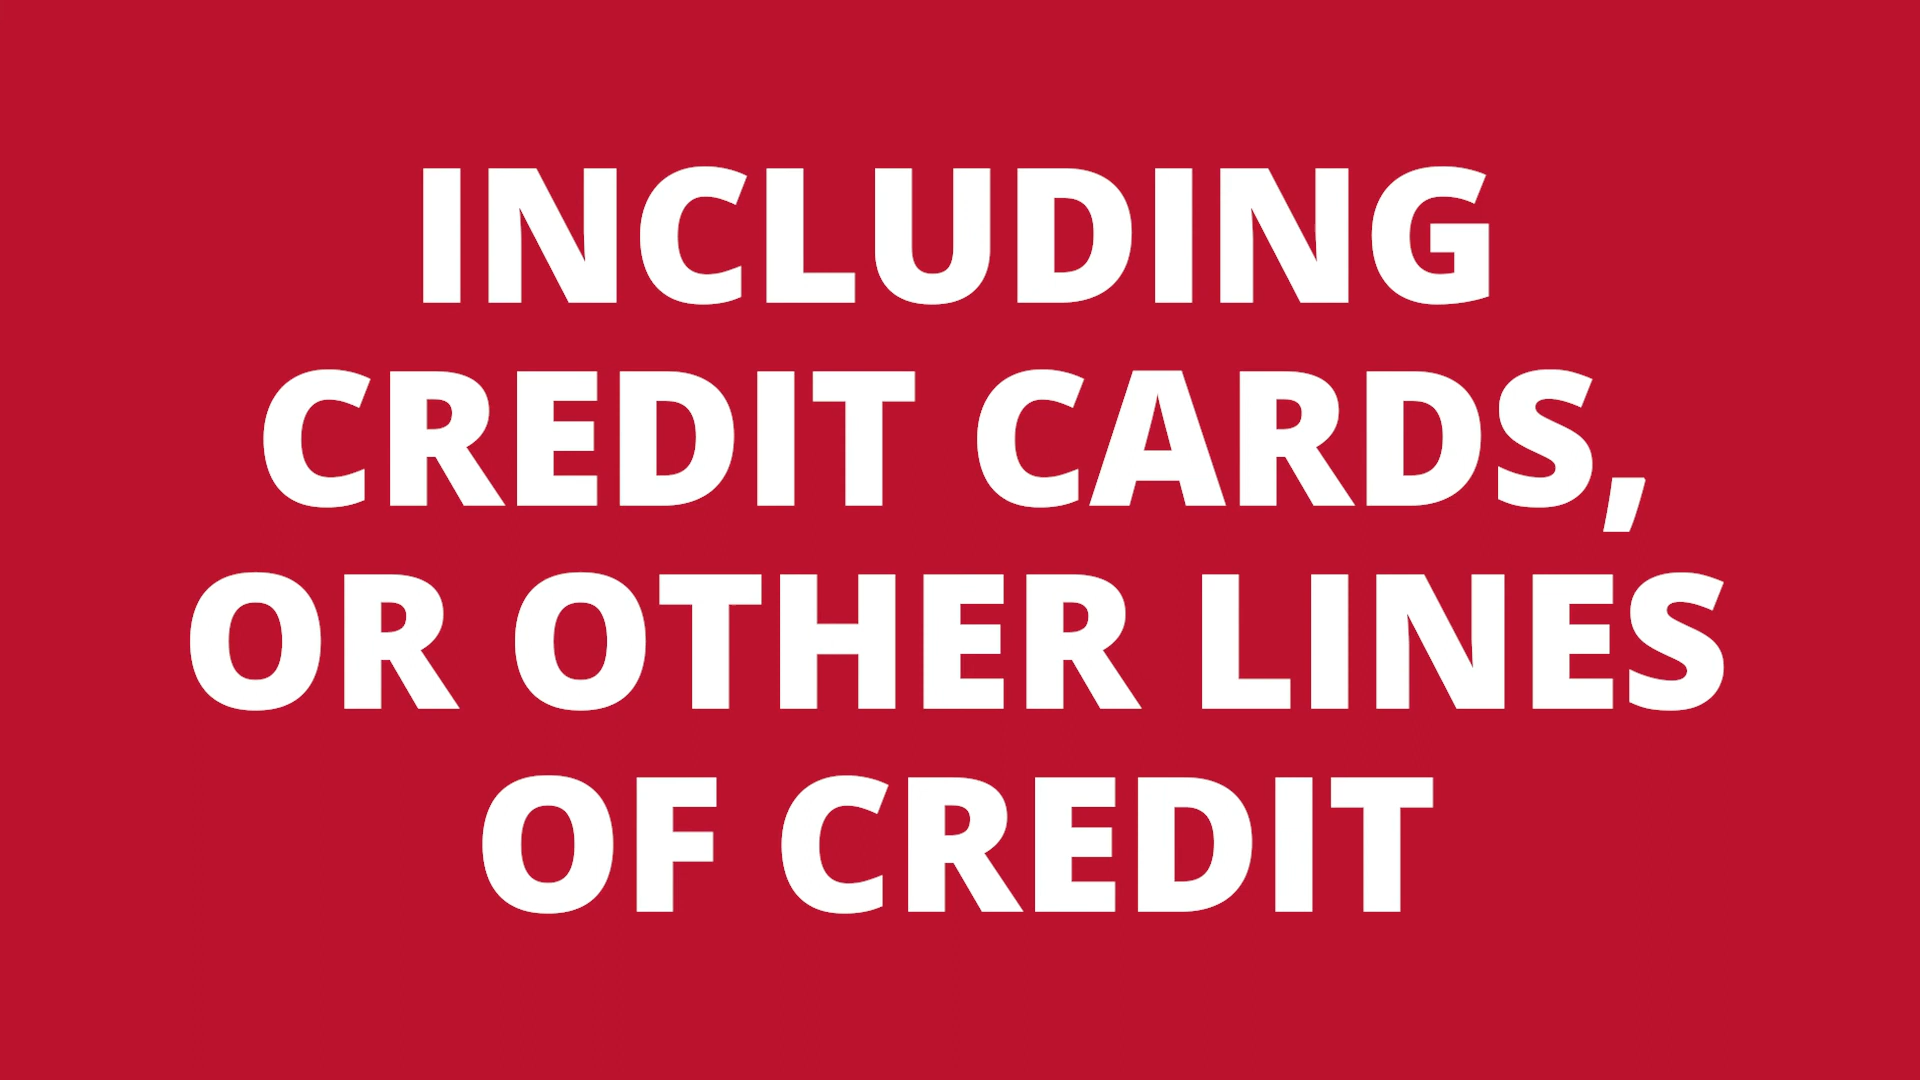 INCLUDING
CREDIT CARDS,
OR OTHER LINES
OF CREDIT